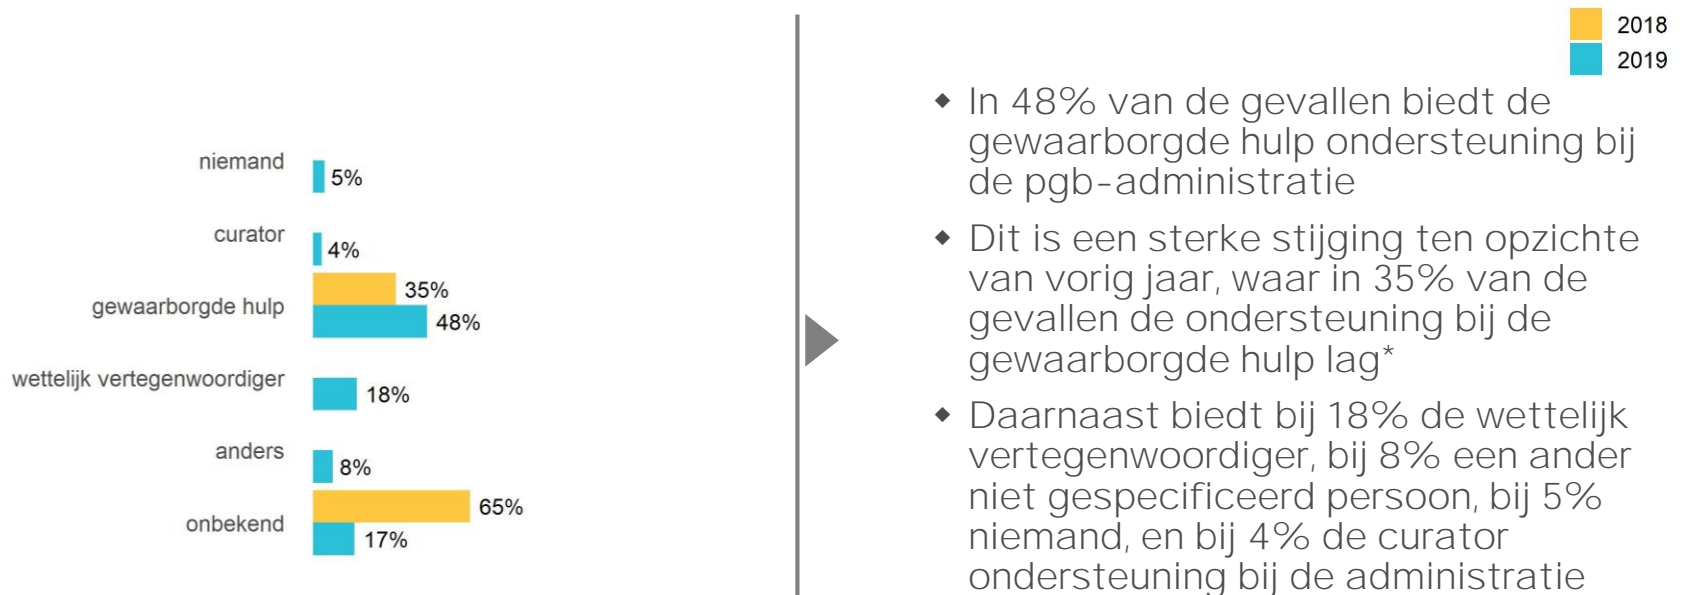 2018
2019
niemand
5%
curator
4%
gewaarborgde hulp
35%
48%
wettelijk vertegenwoordiger
18%
anders
8%
onbekend
65%
17%
◆ In 48% van de gevallen biedt de
gewaarborgde hulp ondersteuning bij
de pgb-administratie
◆ Dit is een sterke stijging ten opzichte
van vorig jaar, waar in 35% van de
gevallen de ondersteuning bij de
gewaarborgde hulp lag*
◆ Daarnaast biedt bij 18% de wettelijk
vertegenwoordiger, bij 8% een ander
niet gespecificeerd persoon, bij 5%
niemand, en bij 4% de curator
ondersteuning bij de administratie